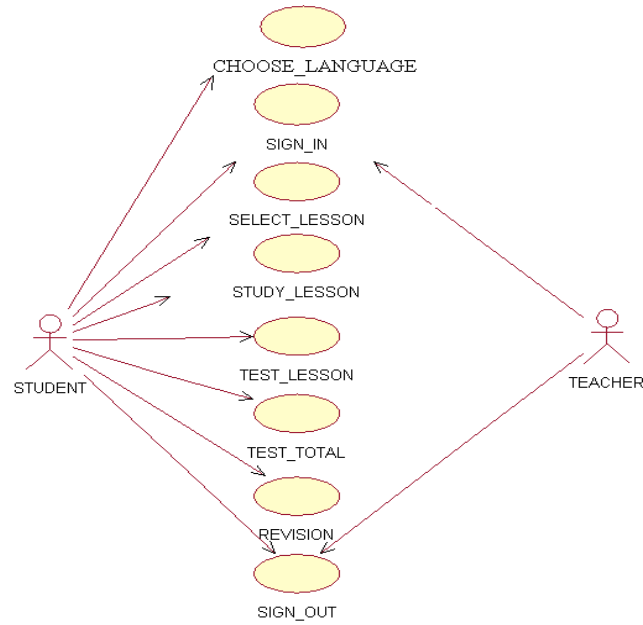 CHOOSE_LANGUAGE
SIGN_IN
SELECT_LESSON
STUDY_LESSON
TEST_LESSON
STUDENT
TEACHER
TEST_TOTAL
REVISION
SIGN_OUT